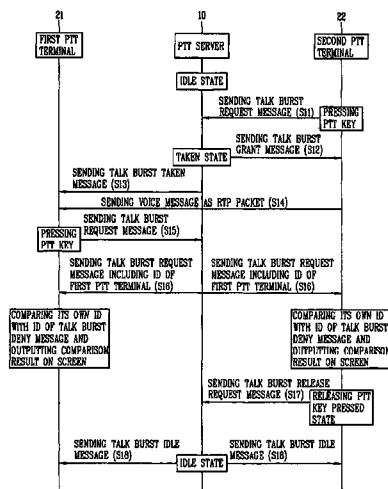 21
10
22
FIRST PTT
TERMINAL
PTT SERVER
SECOND PTT
TERMINAL
IDLE STATE
SENDING TALK BURST
REQUEST MESSAGE (S11)
PRESSING
PTT KEY
TAKEN STATE
SENDING TALK BURST
GRANT MESSAGE (S12)
SENDING TALK BURST TAKEN
MESSAGE (S13)
SENDING VOICE MESSAGE AS RTP PACKET (S14)
PRESSING
PTT KEY
SENDING TALK BURST
REQUEST MESSAGE (S15)
SENDING TALK BURST REQUEST
MESSAGE INCLUDING ID OF
FIRST PTT TERMINAL (S16)
SENDING TALK BURST REQUEST
MESSAGE INCLUDING ID OF
FIRST PTT TERMINAL (S16)
COMPARING ITS OWN ID
WITH ID OF TALK BURST
DENY MESSAGE AND
OUTPUTTING COMPARISON
RESULT ON SCREEN
COMPARING ITS OWN ID
WITH ID OF TALK BURST
DENY MESSAGE AND
OUTPUTTING COMPARISON
RESULT ON SCREEN
SENDING TALK BURST RELEASE
REQUEST MESSAGE (S17)
RELEASING PTT
KEY PRESSED
STATE
SENDING TALK BURST IDLE
MESSAGE (S18)
IDLE STATE
SENDING TALK BURST IDLE
MESSAGE (S18)